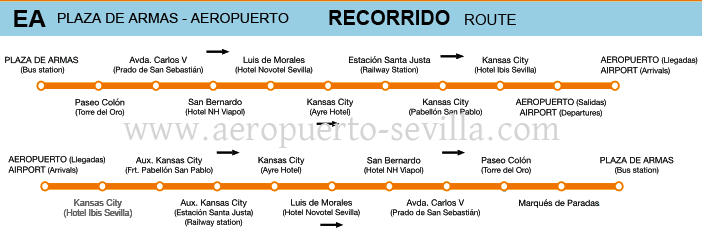 EA PLAZA DE ARMAS - AEROPUERTO RECORRIDO ROUTE
PLAZA DE ARMAS
(Bus station)
Paseo Colón
(Torre del Oro)
Avda. Carlos V
(Prado de San Sebastián)
San Bernardo
(Hotel NH Viapol)
Luis de Morales
(Hotel Novotel Sevilla)
Kansas City
(Ayre Hotel)
Estación Santa Justa
(Railway Station)
Kansas City
(Pabellón San Pablo)
Kansas City
(Hotel Ibis Sevilla)
AEROPUERTO (Salidas)
AIRPORT (Departures)
AEROPUERTO (Llegadas)
AIRPORT (Arrivals)
www.aeropuerto-sevilla.com
AEROPUERTO (Llegadas)
AIRPORT (Arrivals)
Kansas City
(Hotel Ibis Sevilla)
Aux. Kansas City
(Frt. Pabellón San Pablo)
Aux. Kansas City
(Estación Santa Justa)
(Railway station)
Kansas City
(Ayre Hotel)
Luis de Morales
(Hotel Novotel Sevilla)
San Bernardo
(Hotel NH Viapol)
Avda. Carlos V
(Prado de San Sebastián)
Paseo Colón
(Torre del Oro)
Marqués de Paradas
PLAZA DE ARMAS
(Bus station)